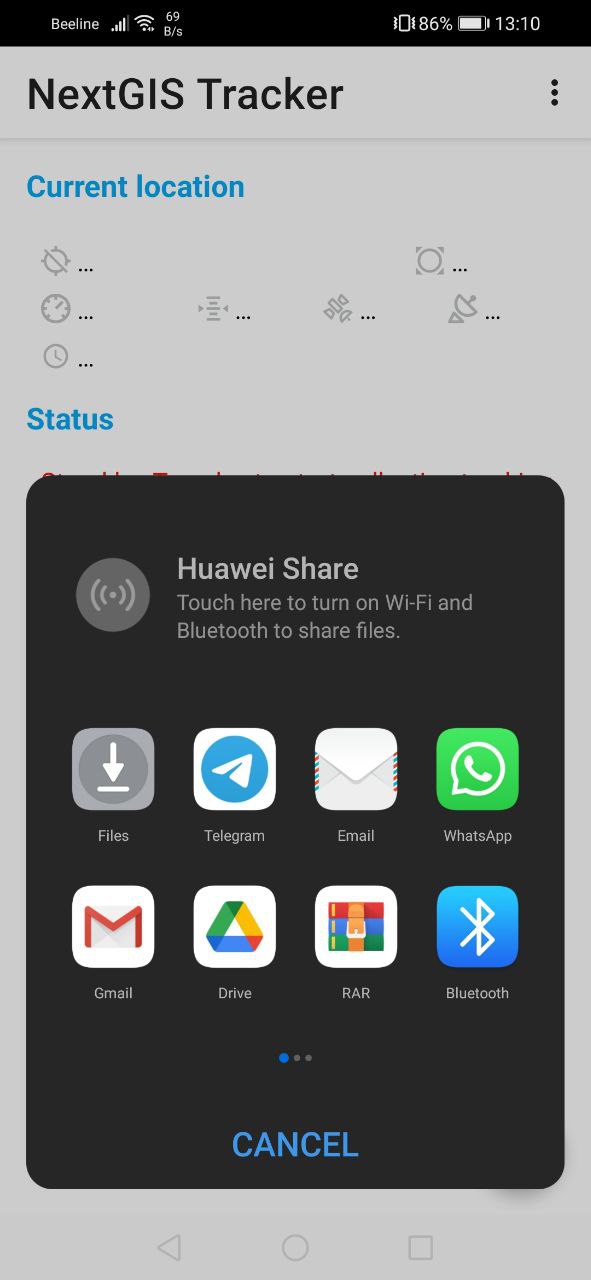 Beeline 69 B/s 86% 13:10
NextGIS Tracker
Current location
... ...
... ... ... ...
...
Status
Huawei Share
Touch here to turn on Wi-Fi and
Bluetooth to share files.
Files Telegram Email WhatsApp
Gmail Drive RAR Bluetooth
CANCEL